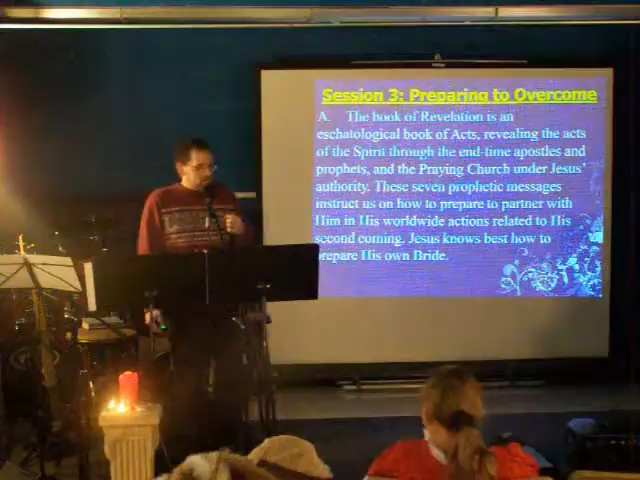 Session 3: Preparing to Overcome
A. The book of Revelation is an
eschatological book of Acts, revealing the acts
of the Spirit through the end-time apostles and
prophets, and the Praying Church under Jesus'
authority. These seven prophetic messages
instruct us on how to prepare to partner with
Him in His worldwide actions related to His
second coming. Jesus knows best how to
prepare His own Bride.